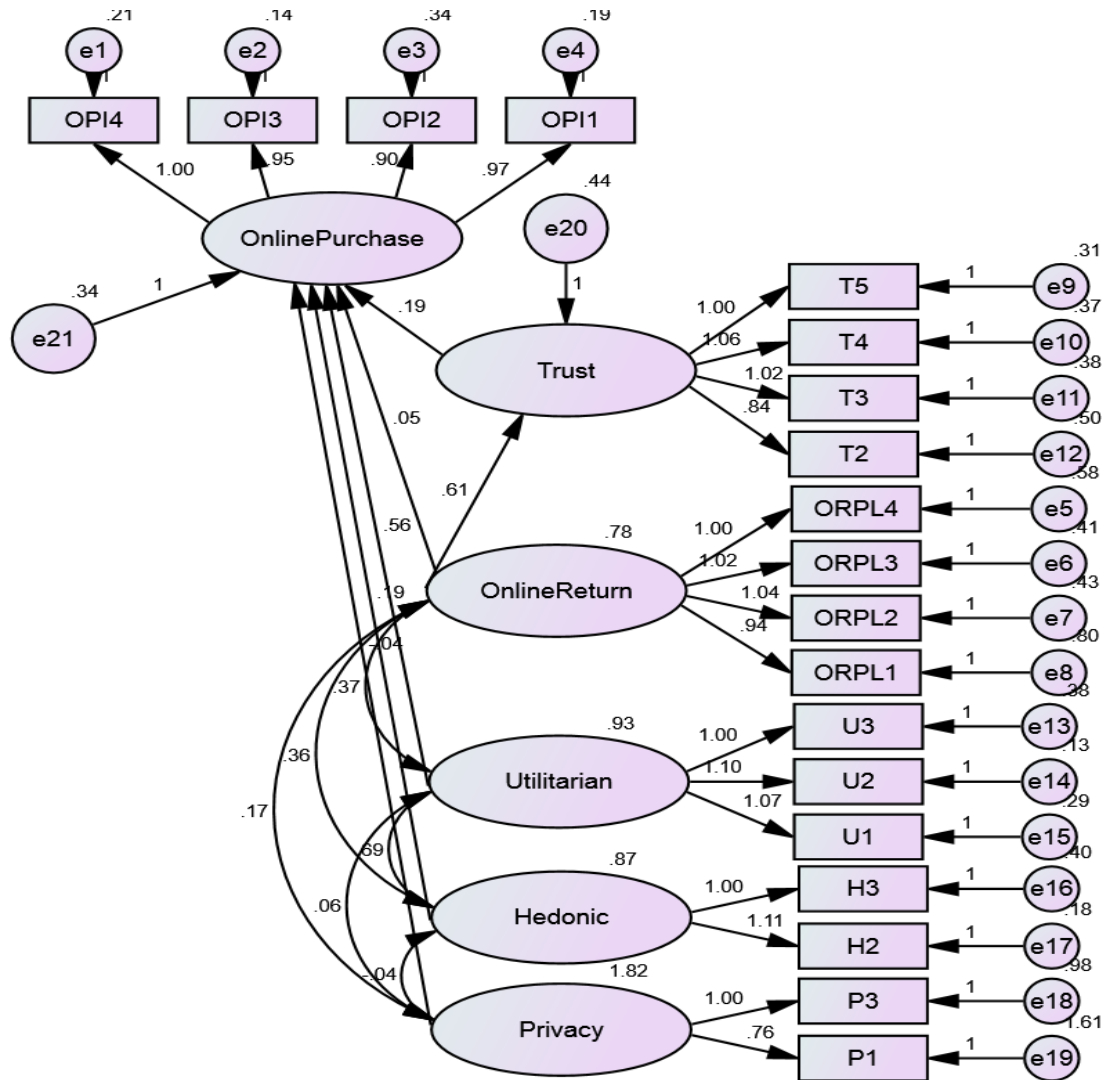 .21 .14 .34 .19
e1 e2 e3 e4
1 1 1 1
OPI4 OPI3 OPI2 OPI1
1.00 .95 .90 .97
.44
e20
OnlinePurchase
1
.34 1
e21
.19
Trust
1.00 T5 1 .31 e9
1.06 T4 1 .37 e10
1.02 T3 1 .38 e11
.84 T2 1 .50 e12
.05
.61
.56
.19
-.04
.78
OnlineReturn
1.00 ORPL4 1 .58 e5
1.02 ORPL3 1 .41 e6
1.04 ORPL2 1 .43 e7
.94 ORPL1 1 .80 e8
.37
.36
.17
.93
Utilitarian
1.00 U3 1 .38 e13
1.10 U2 1 .13 e14
1.07 U1 1 .29 e15
.69
.06
-.04
.87
Hedonic
1.00 H3 1 .40 e16
1.11 H2 1 .18 e17
1.82
Privacy
1.00 P3 1 .98 e18
.76 P1 1 1.61 e19